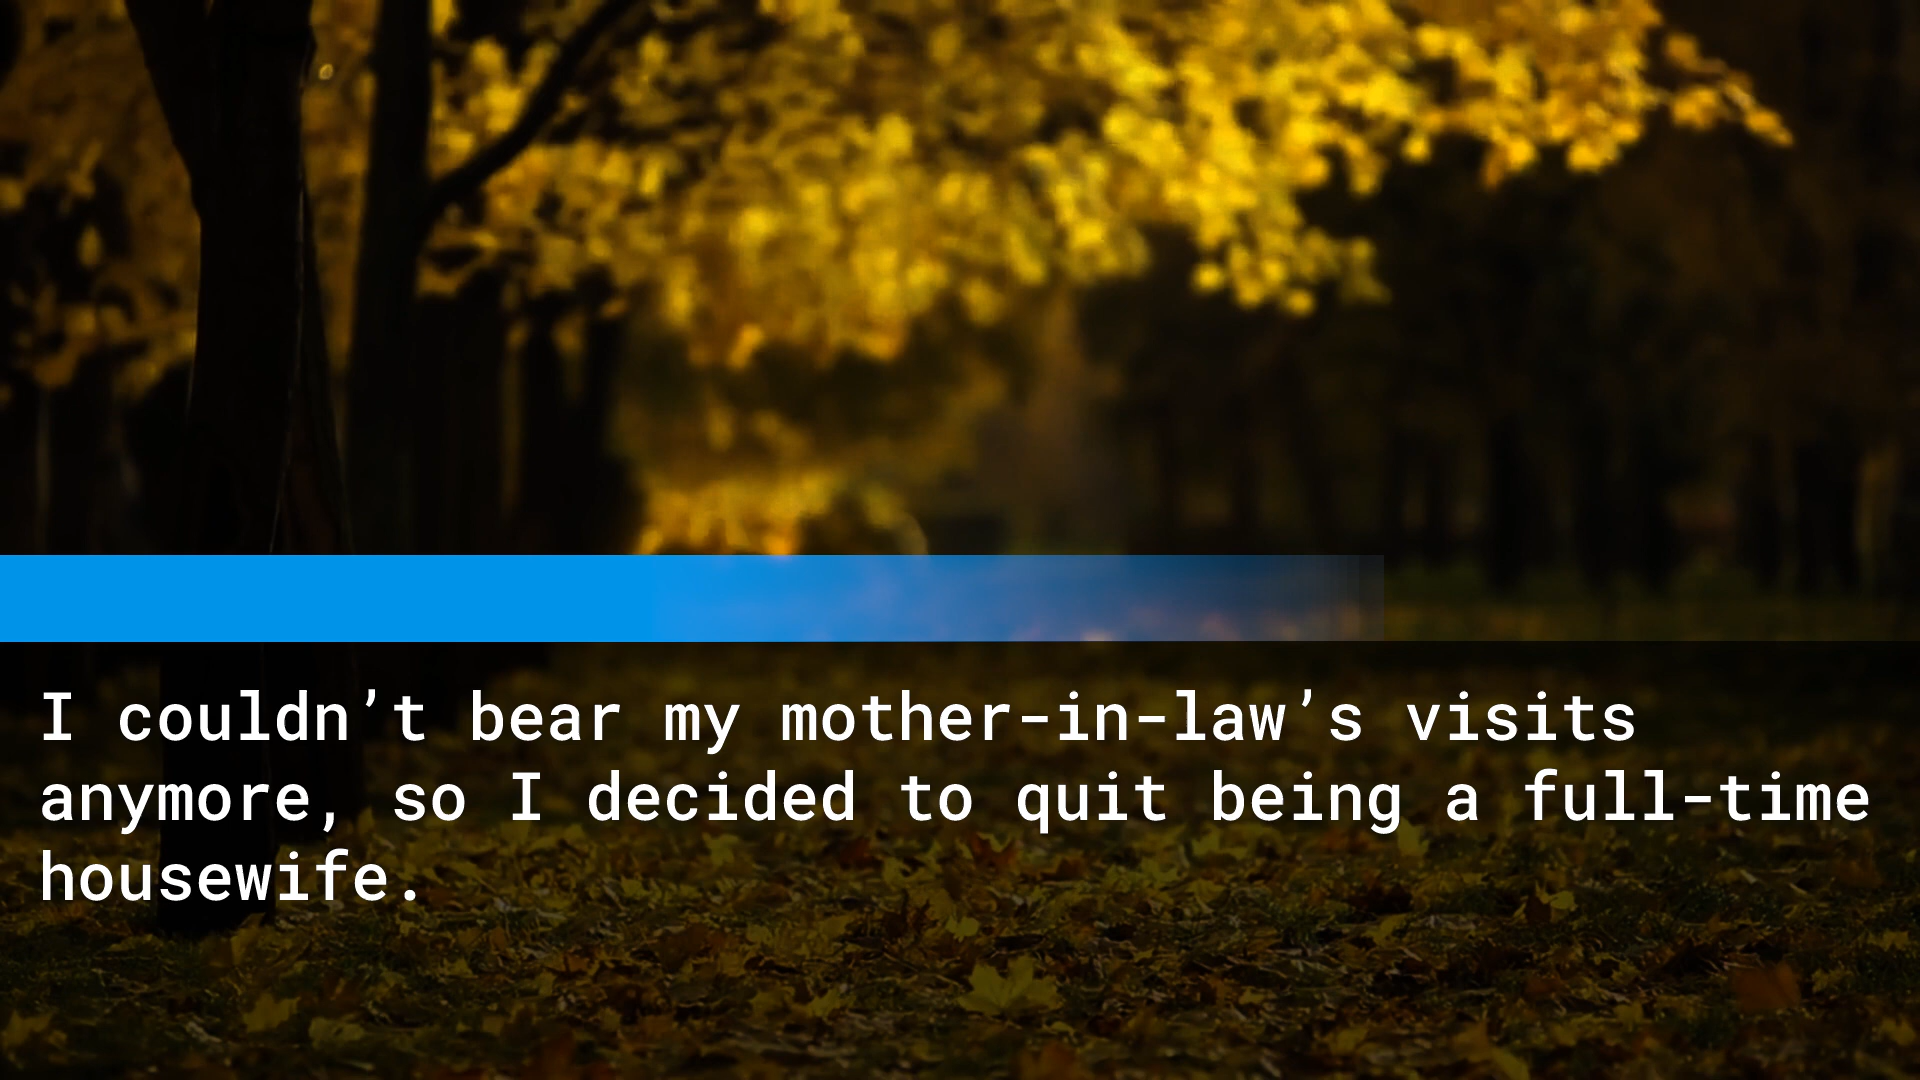 I couldn’t bear my mother-in-law’s visits
anymore, so I decided to quit being a full-time
housewife.